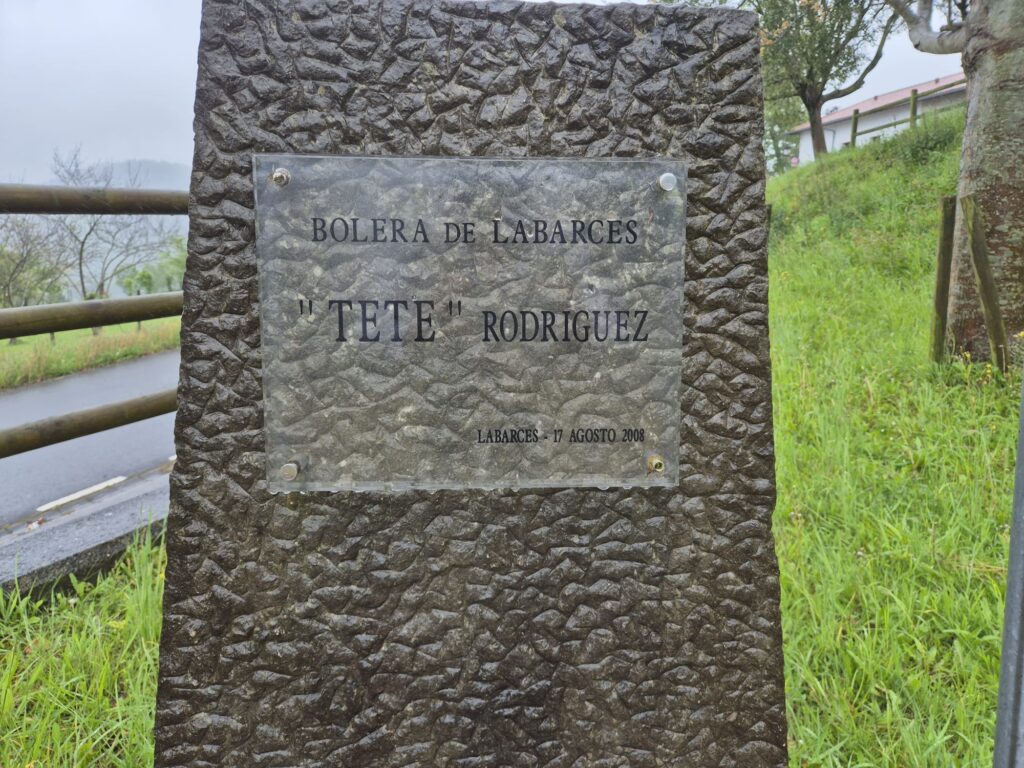 BOLERA DE LABARCES
"TETE" RODRIGUEZ
LABARCES - 17 AGOSTO 2008